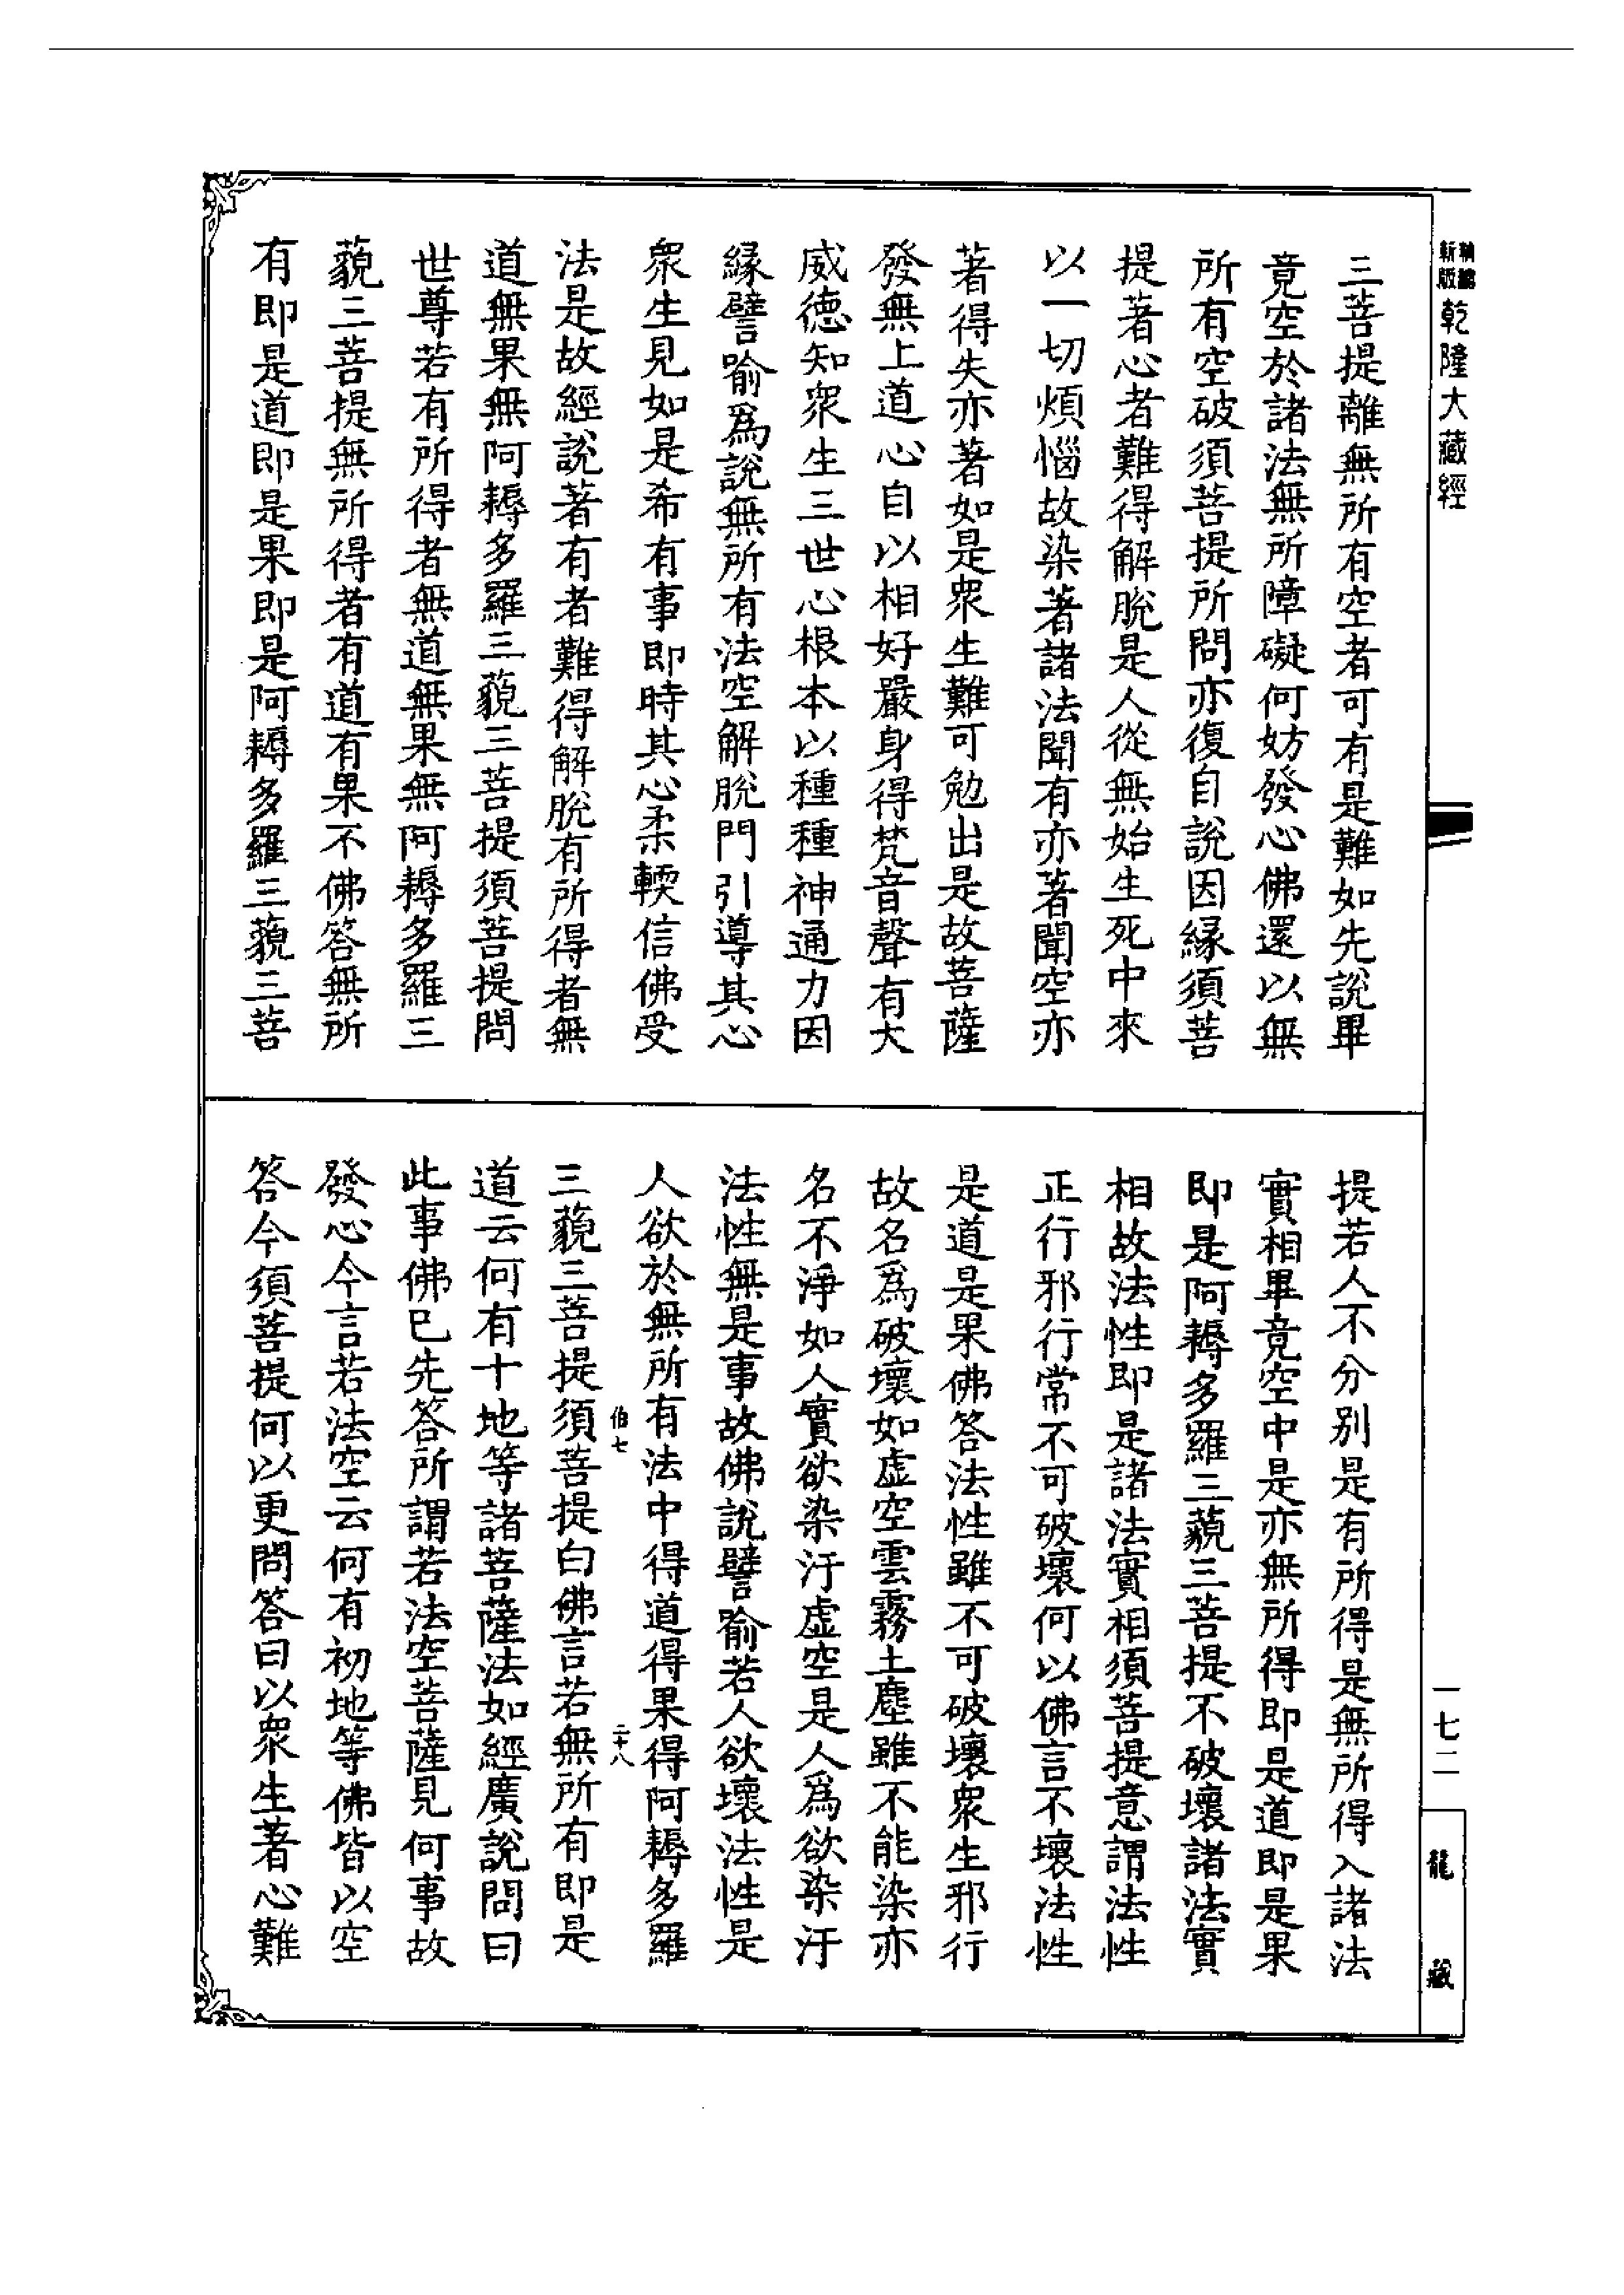 新版
精縮
乾隆大藏經
三菩提離無所有空者可有是難如先說畢
竟空於諸法無所障礙何妨發心佛還以無
所有空破須菩提所問亦復自說因緣須菩
提著心者難得解脫是人從無始生死中來
以一切煩惱故染著諸法聞有亦著聞空亦
著得失亦著如是衆生難可勉出是故菩薩
發無上道心自以相好嚴身得梵音聲有大
威德知衆生三世心根本以種種神通力因
緣譬喻爲說無所有法空解脫門引導其心
衆生見如是希有事即時其心柔輭信佛受
法是故經說著有者難得解脫有所得者無
道無果無阿耨多羅三藐三菩提須菩提問
世尊若有所得者無道無果無阿耨多羅三
藐三菩提無所得者有道有果不佛答無所
有即是道即是果即是阿耨多羅三藐三菩
提若人不分別是有所得是無所得入諸法
實相畢竟空中是亦無所得即是道即是果
即是阿耨多羅三藐三菩提不破壞諸法實
相故法性即是諸法實相須菩提意謂法性
正行邪行常不可破壞何以佛言不壞法性
是道是果佛答法性雖不可破壞衆生邪行
故名爲破壞如虛空雲霧土塵雖不能染亦
名不淨如人實欲染汙虛空是人爲欲染汙
法性無是事故佛說譬喻若人欲壞法性是
人欲於無所有法中得道得果得阿耨多羅
伯七
二十八
三藐三菩提須菩提白佛言若無所有即是
道云何有十地等諸菩薩法如經廣說問曰
此事佛已先答所謂若法空菩薩見何事故
發心今言若法空云何有初地等佛皆以空
答今須菩提何以更問答曰以衆生著心難
一七二
龍藏